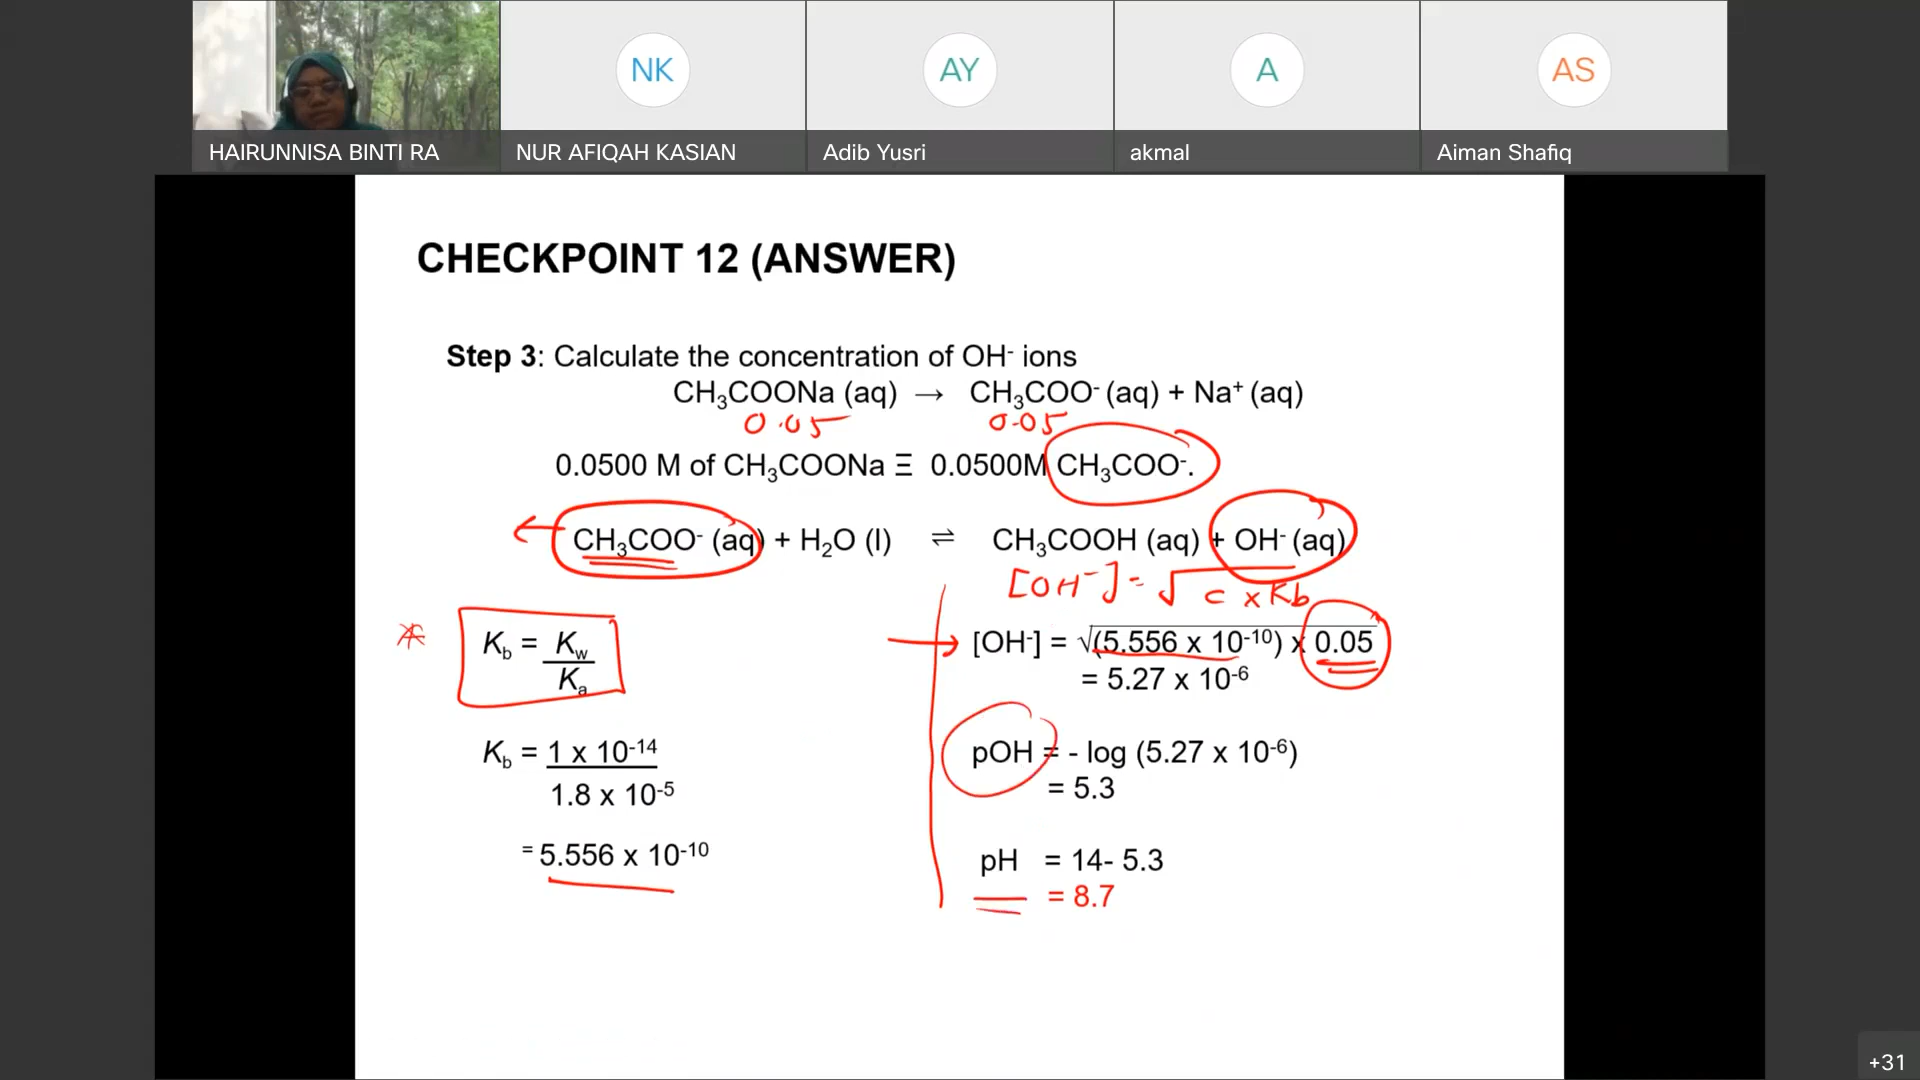 NK
AY
A
AS
HAIRUNNISA BINTI RA
NUR AFIQAH KASIAN
Adib Yusri
akmal
Aiman Shafiq
CHECKPOINT 12 (ANSWER)
Step 3: Calculate the concentration of OH⁻ ions
CH₃COONa (aq) → CH₃COO⁻ (aq) + Na⁺ (aq)
0.05 0.05
0.0500 M of CH₃COONa Ξ 0.0500M CH₃COO⁻.
CH₃COO⁻ (aq) + H₂O (l) ⇌ CH₃COOH (aq) + OH⁻ (aq)
[OH⁻] = √c x Kb
* K_b = K_w
K_a
K_b = 1 x 10⁻¹⁴
1.8 x 10⁻⁵
= 5.556 x 10⁻¹⁰
[OH⁻] = √(5.556 x 10⁻¹⁰) x 0.05
= 5.27 x 10⁻⁶
pOH = - log (5.27 x 10⁻⁶)
= 5.3
pH = 14- 5.3
= 8.7
+31